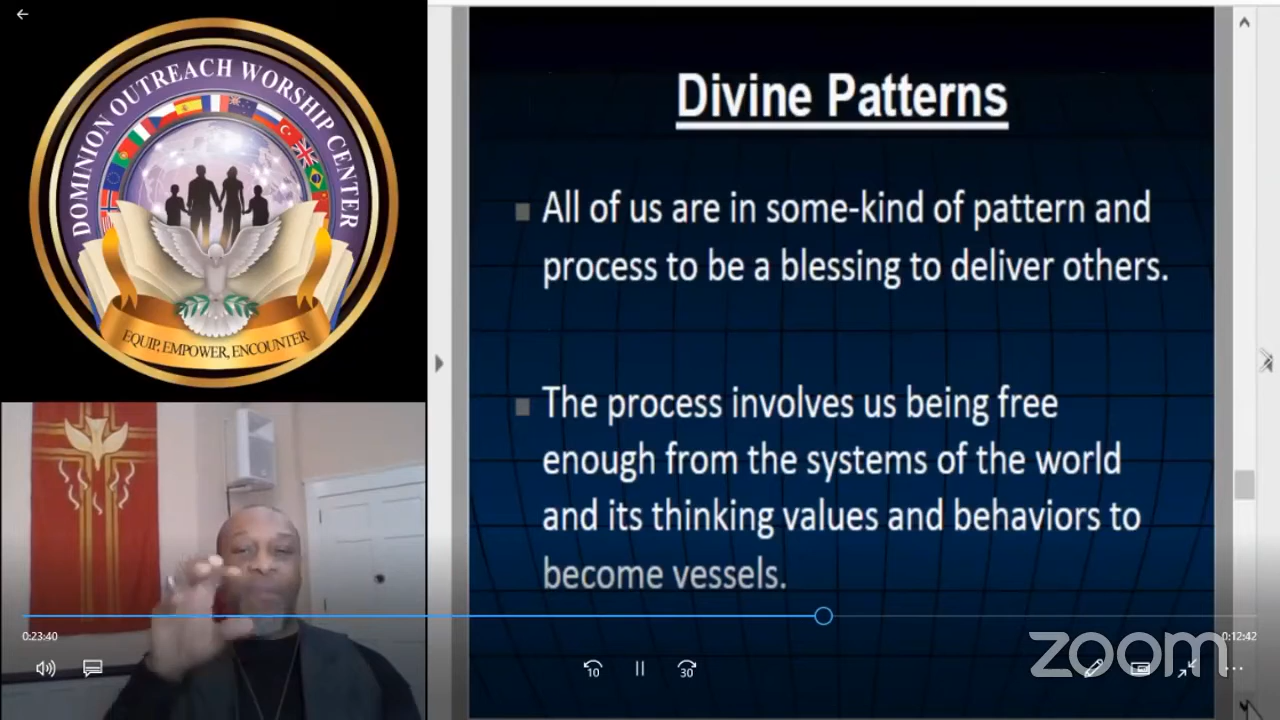 DOMINION OUTREACH WORSHIP CENTER
EQUIP, EMPOWER, ENCOUNTER
Divine Patterns
All of us are in some-kind of pattern and
process to be a blessing to deliver others.
The process involves us being free
enough from the systems of the world
and its thinking values and behaviors to
become vessels.
0:23:40
0:12:42
10
30
zoom